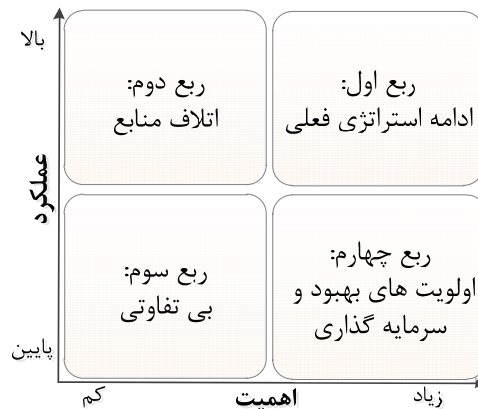 بالا
ربع اول:
ادامه استراتژی فعلی
ربع دوم:
اتلاف منابع
عملکرد
ربع چهارم:
اولویت های بهبود و
سرمایه گذاری
ربع سوم:
بی تفاوتی
پایین
زیاد
اهمیت
کم